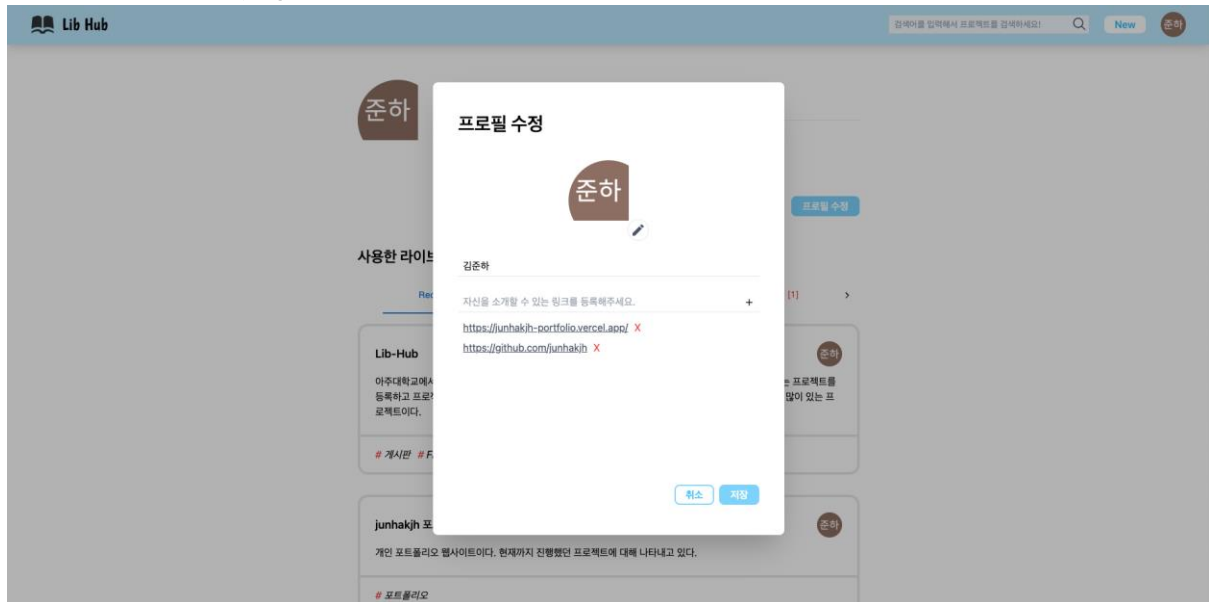 Lib Hub
검색어를 입력해서 프로젝트를 검색하세요!
New
준하
준하
프로필 수정
준하
프로필 수정
사용한 라이브
김준하
Rec
자신을 소개할 수 있는 링크를 등록해주세요. +
[1] >
https://junhakjh-portfolio.vercel.app/ X
https://github.com/junhakjh X
Lib-Hub
준하
아주대학교에서
는 프로젝트를
등록하고 프로젝
많이 있는 프
로젝트이다.
# 게시판 # F
취소 저장
junhakjh 포
준하
개인 포트폴리오 웹사이트이다. 현재까지 진행했던 프로젝트에 대해 나타내고 있다.
# 포트폴리오